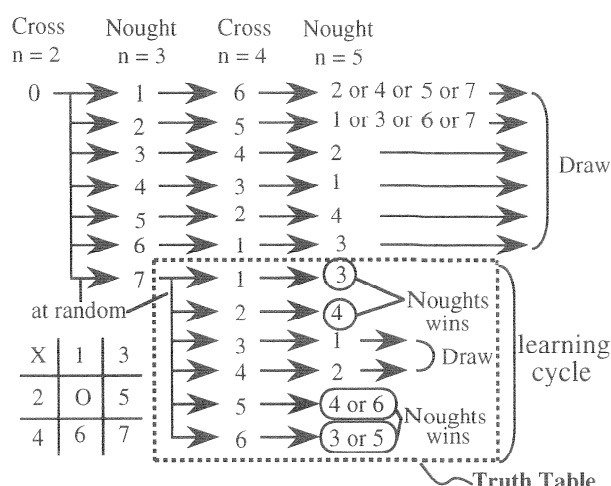 Cross Nought Cross Nought
n = 2 n = 3 n = 4 n = 5
0 1 6 2 or 4 or 5 or 7
2 5 1 or 3 or 6 or 7
3 4 2
Draw
4 3 1
5 2 4
6 1 3
7 1 3
at random
2 4
Noughts
wins
3 1
Draw
4 2
learning
cycle
5 4 or 6
6 3 or 5
Noughts
wins
X 1 3
2 O 5
4 6 7
Truth Table